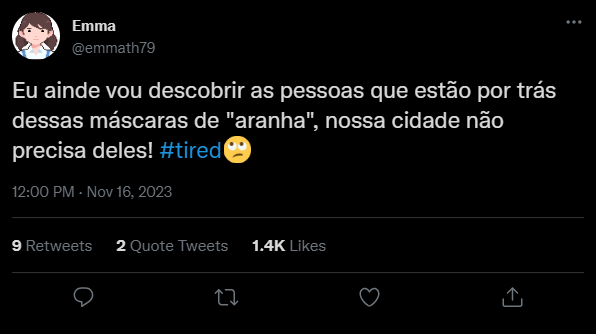 Emma
@emmath79
Eu ainde vou descobrir as pessoas que estão por trás
dessas máscaras de "aranha", nossa cidade não
precisa deles! #tired🙄
12:00 PM · Nov 16, 2023
9 Retweets 2 Quote Tweets 1.4K Likes